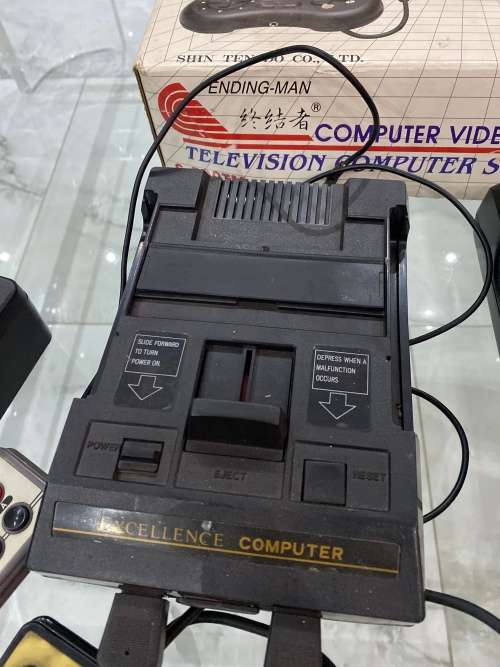 SHIN TEN DO CO., LTD.
ENDING-MAN
终结者®
COMPUTER VIDE
TELEVISION COMPUTER S
SLIDE FORWARD
TO TURN
POWER ON
DEPRESS WHEN A
MALFUNCTION
OCCURS
POWER
EJECT
RESET
EXCELLENCE COMPUTER